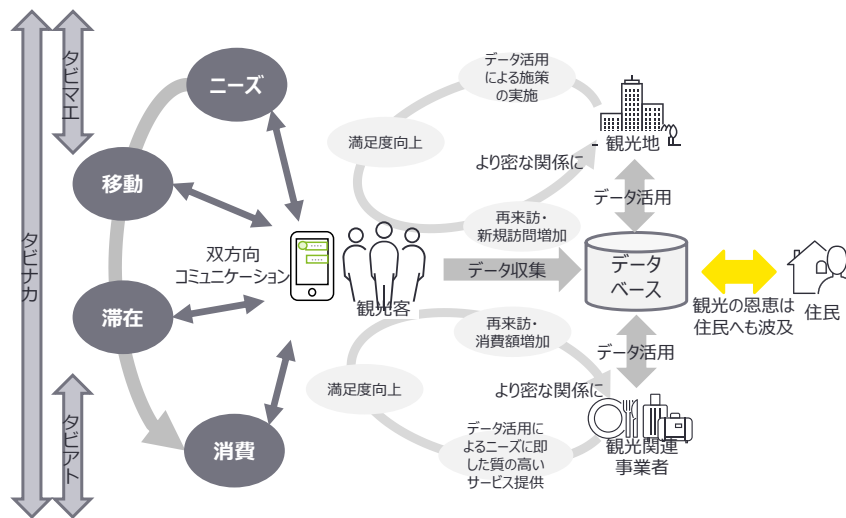 タビマエ
タビナカ
タビアト
ニーズ
移動
滞在
消費
双方向
コミュニケーション
観光客
データ活用
による施策
の実施
満足度向上
より密な関係に
再来訪・
新規訪問増加
観光地
データ活用
データ収集
データ
ベース
観光の恩恵は
住民へも波及
住民
再来訪・
消費額増加
データ活用
満足度向上
より密な関係に
データ活用に
よるニーズに即
した質の高い
サービス提供
観光関連
事業者